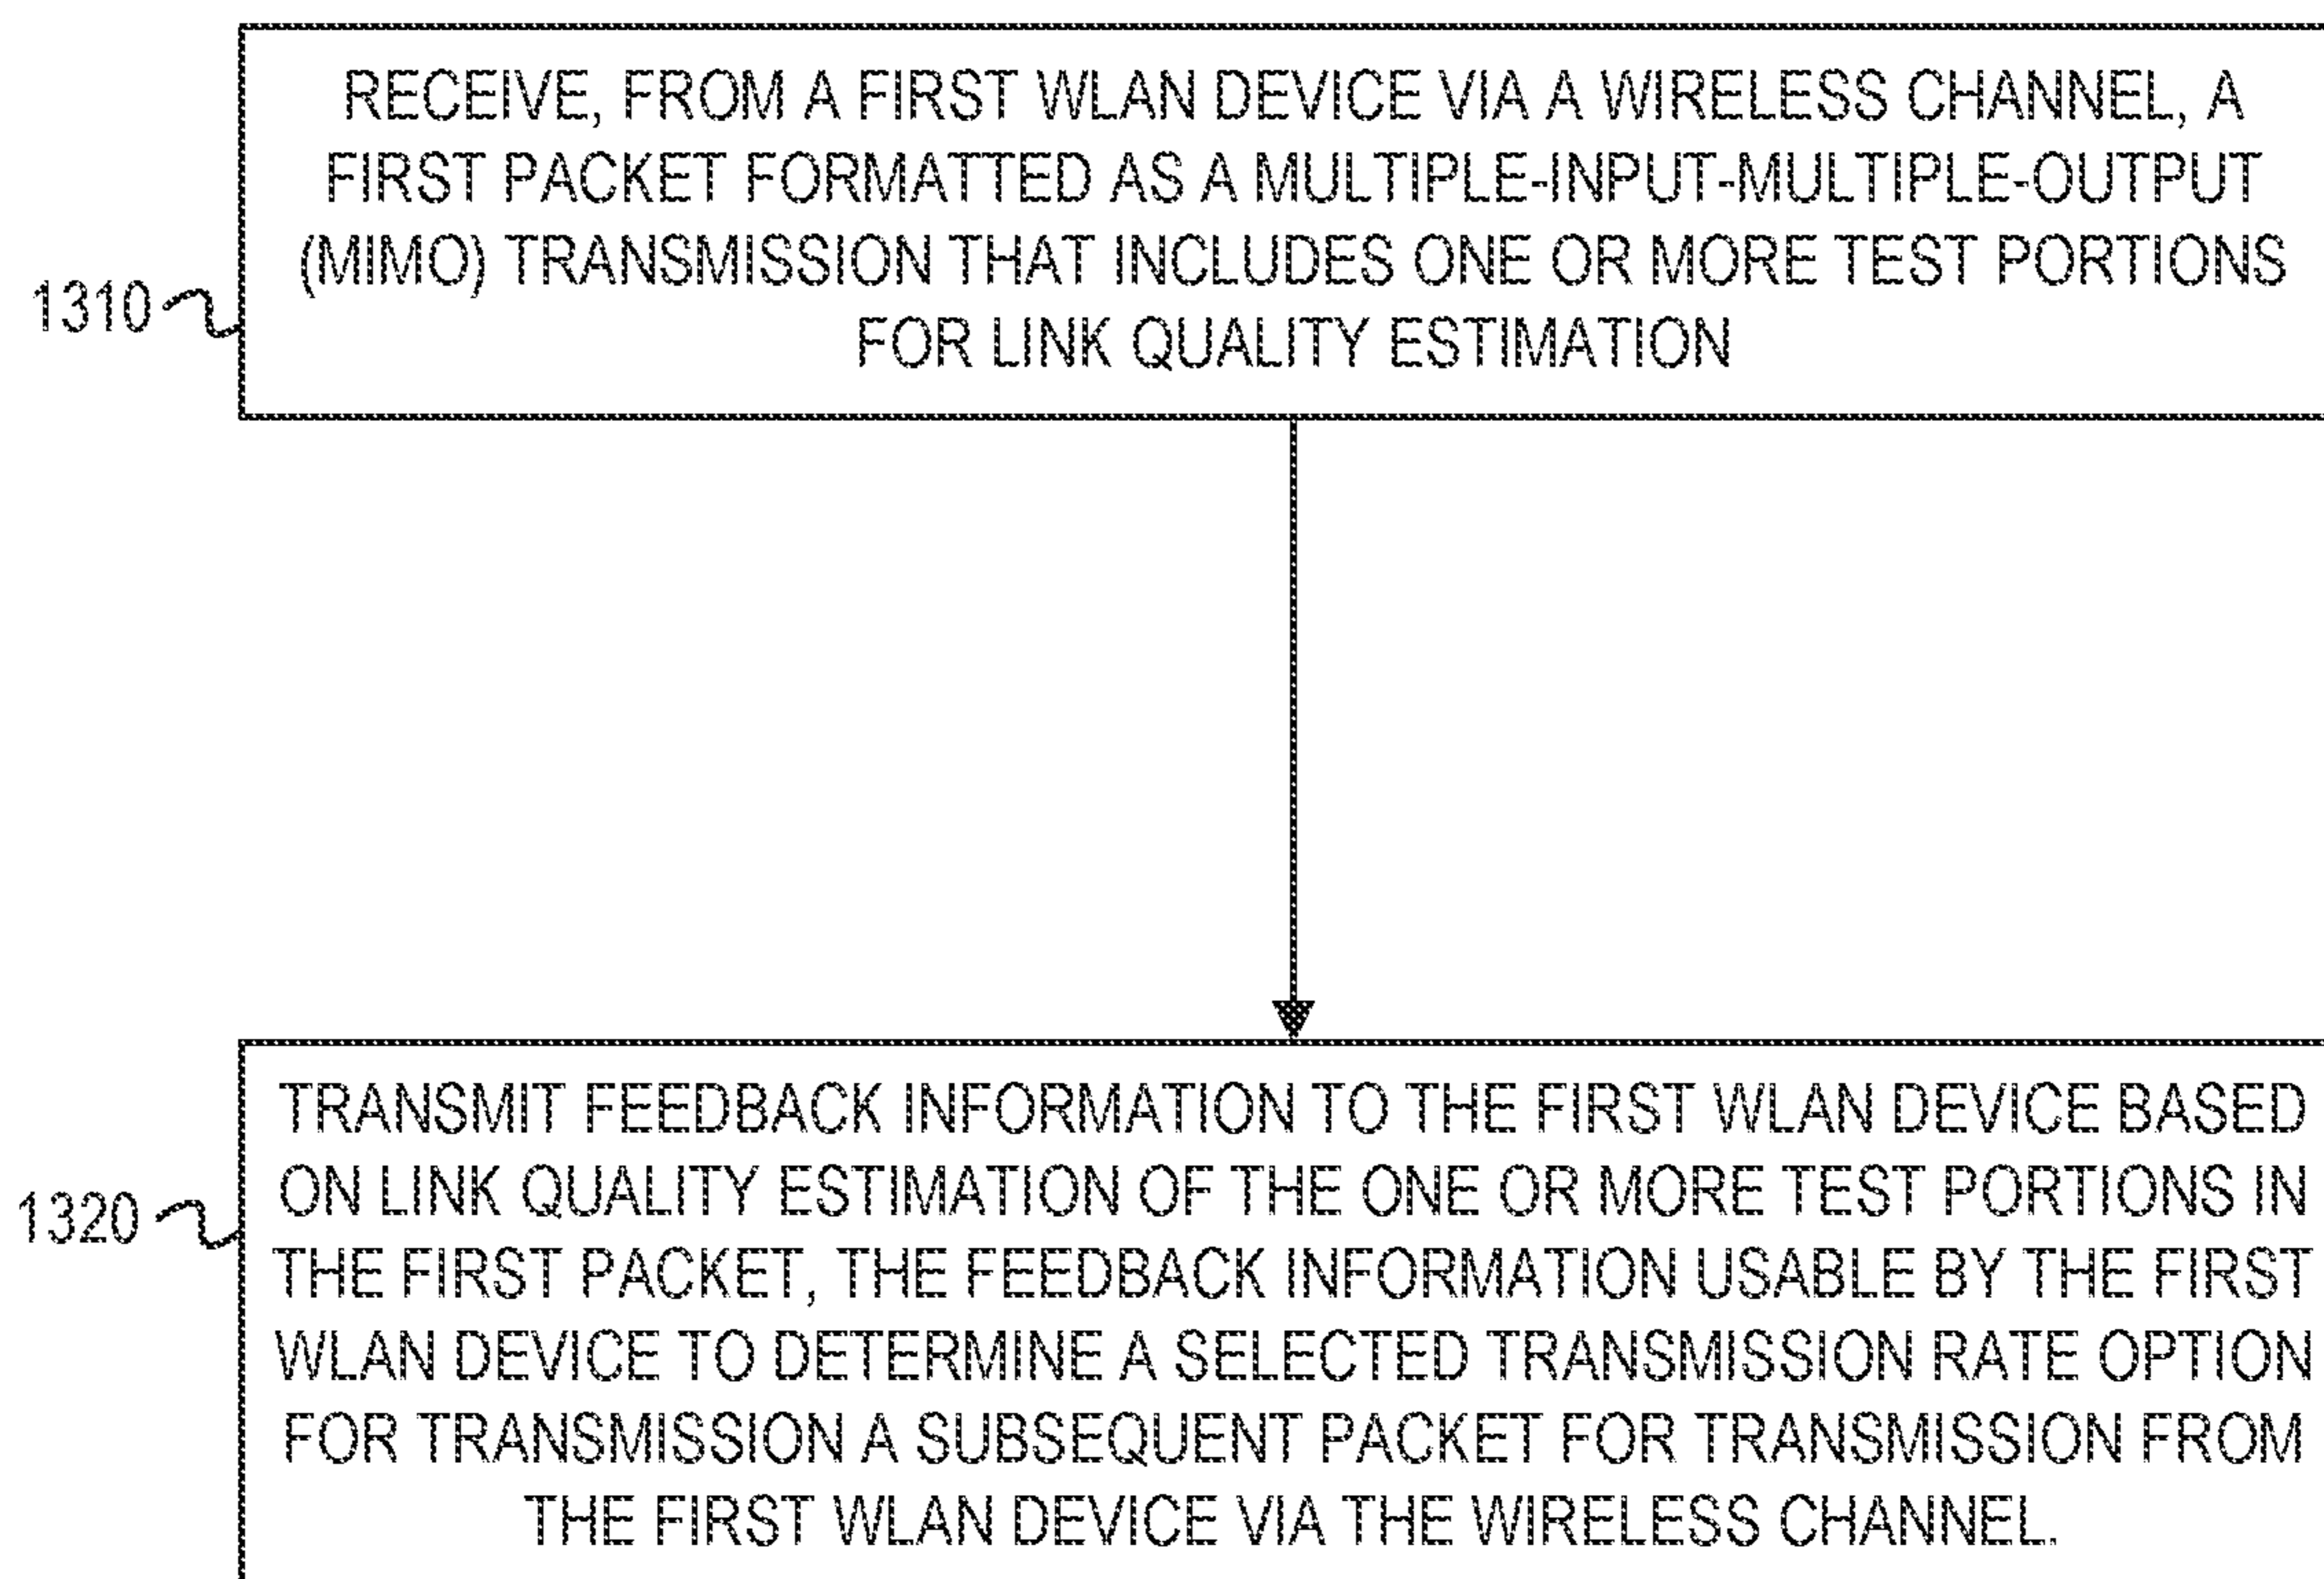 RECEIVE, FROM A FIRST WLAN DEVICE VIA A WIRELESS CHANNEL, A
FIRST PACKET FORMATTED AS A MULTIPLE-INPUT-MULTIPLE-OUTPUT
(MIMO) TRANSMISSION THAT INCLUDES ONE OR MORE TEST PORTIONS
FOR LINK QUALITY ESTIMATION
1310
TRANSMIT FEEDBACK INFORMATION TO THE FIRST WLAN DEVICE BASED
ON LINK QUALITY ESTIMATION OF THE ONE OR MORE TEST PORTIONS IN
THE FIRST PACKET, THE FEEDBACK INFORMATION USABLE BY THE FIRST
WLAN DEVICE TO DETERMINE A SELECTED TRANSMISSION RATE OPTION
FOR TRANSMISSION A SUBSEQUENT PACKET FOR TRANSMISSION FROM
THE FIRST WLAN DEVICE VIA THE WIRELESS CHANNEL.
1320